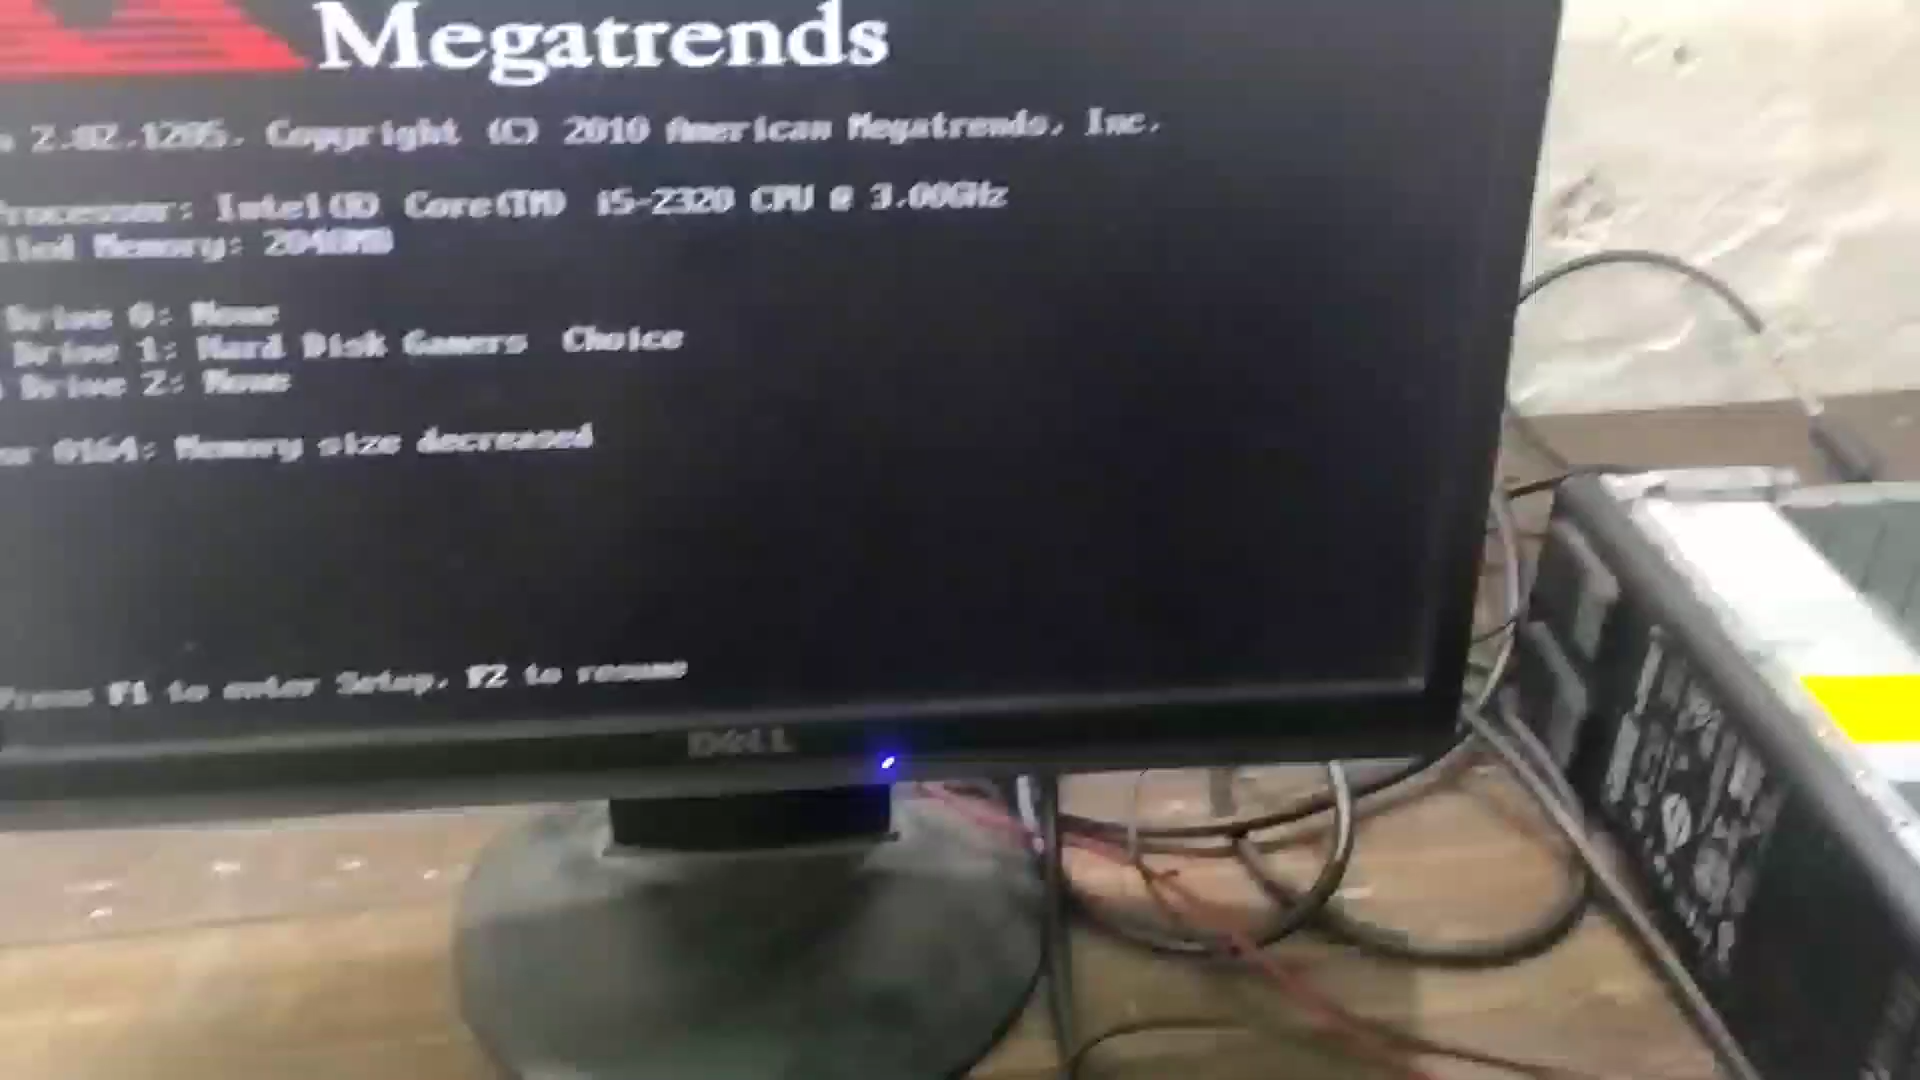 Megatrends
2.02.1205. Copyright (C) 2010 American Megatrends, Inc.
Processor: Intel(R) Core(TM) i5-2320 CPU @ 3.00GHz
lled Memory: 2048MB
Drive 0: None
Drive 1: Hard Disk Gamers Choice
Drive 2: None
0164: Memory size decreased
Press F1 to enter Setup, F2 to resume
DELL